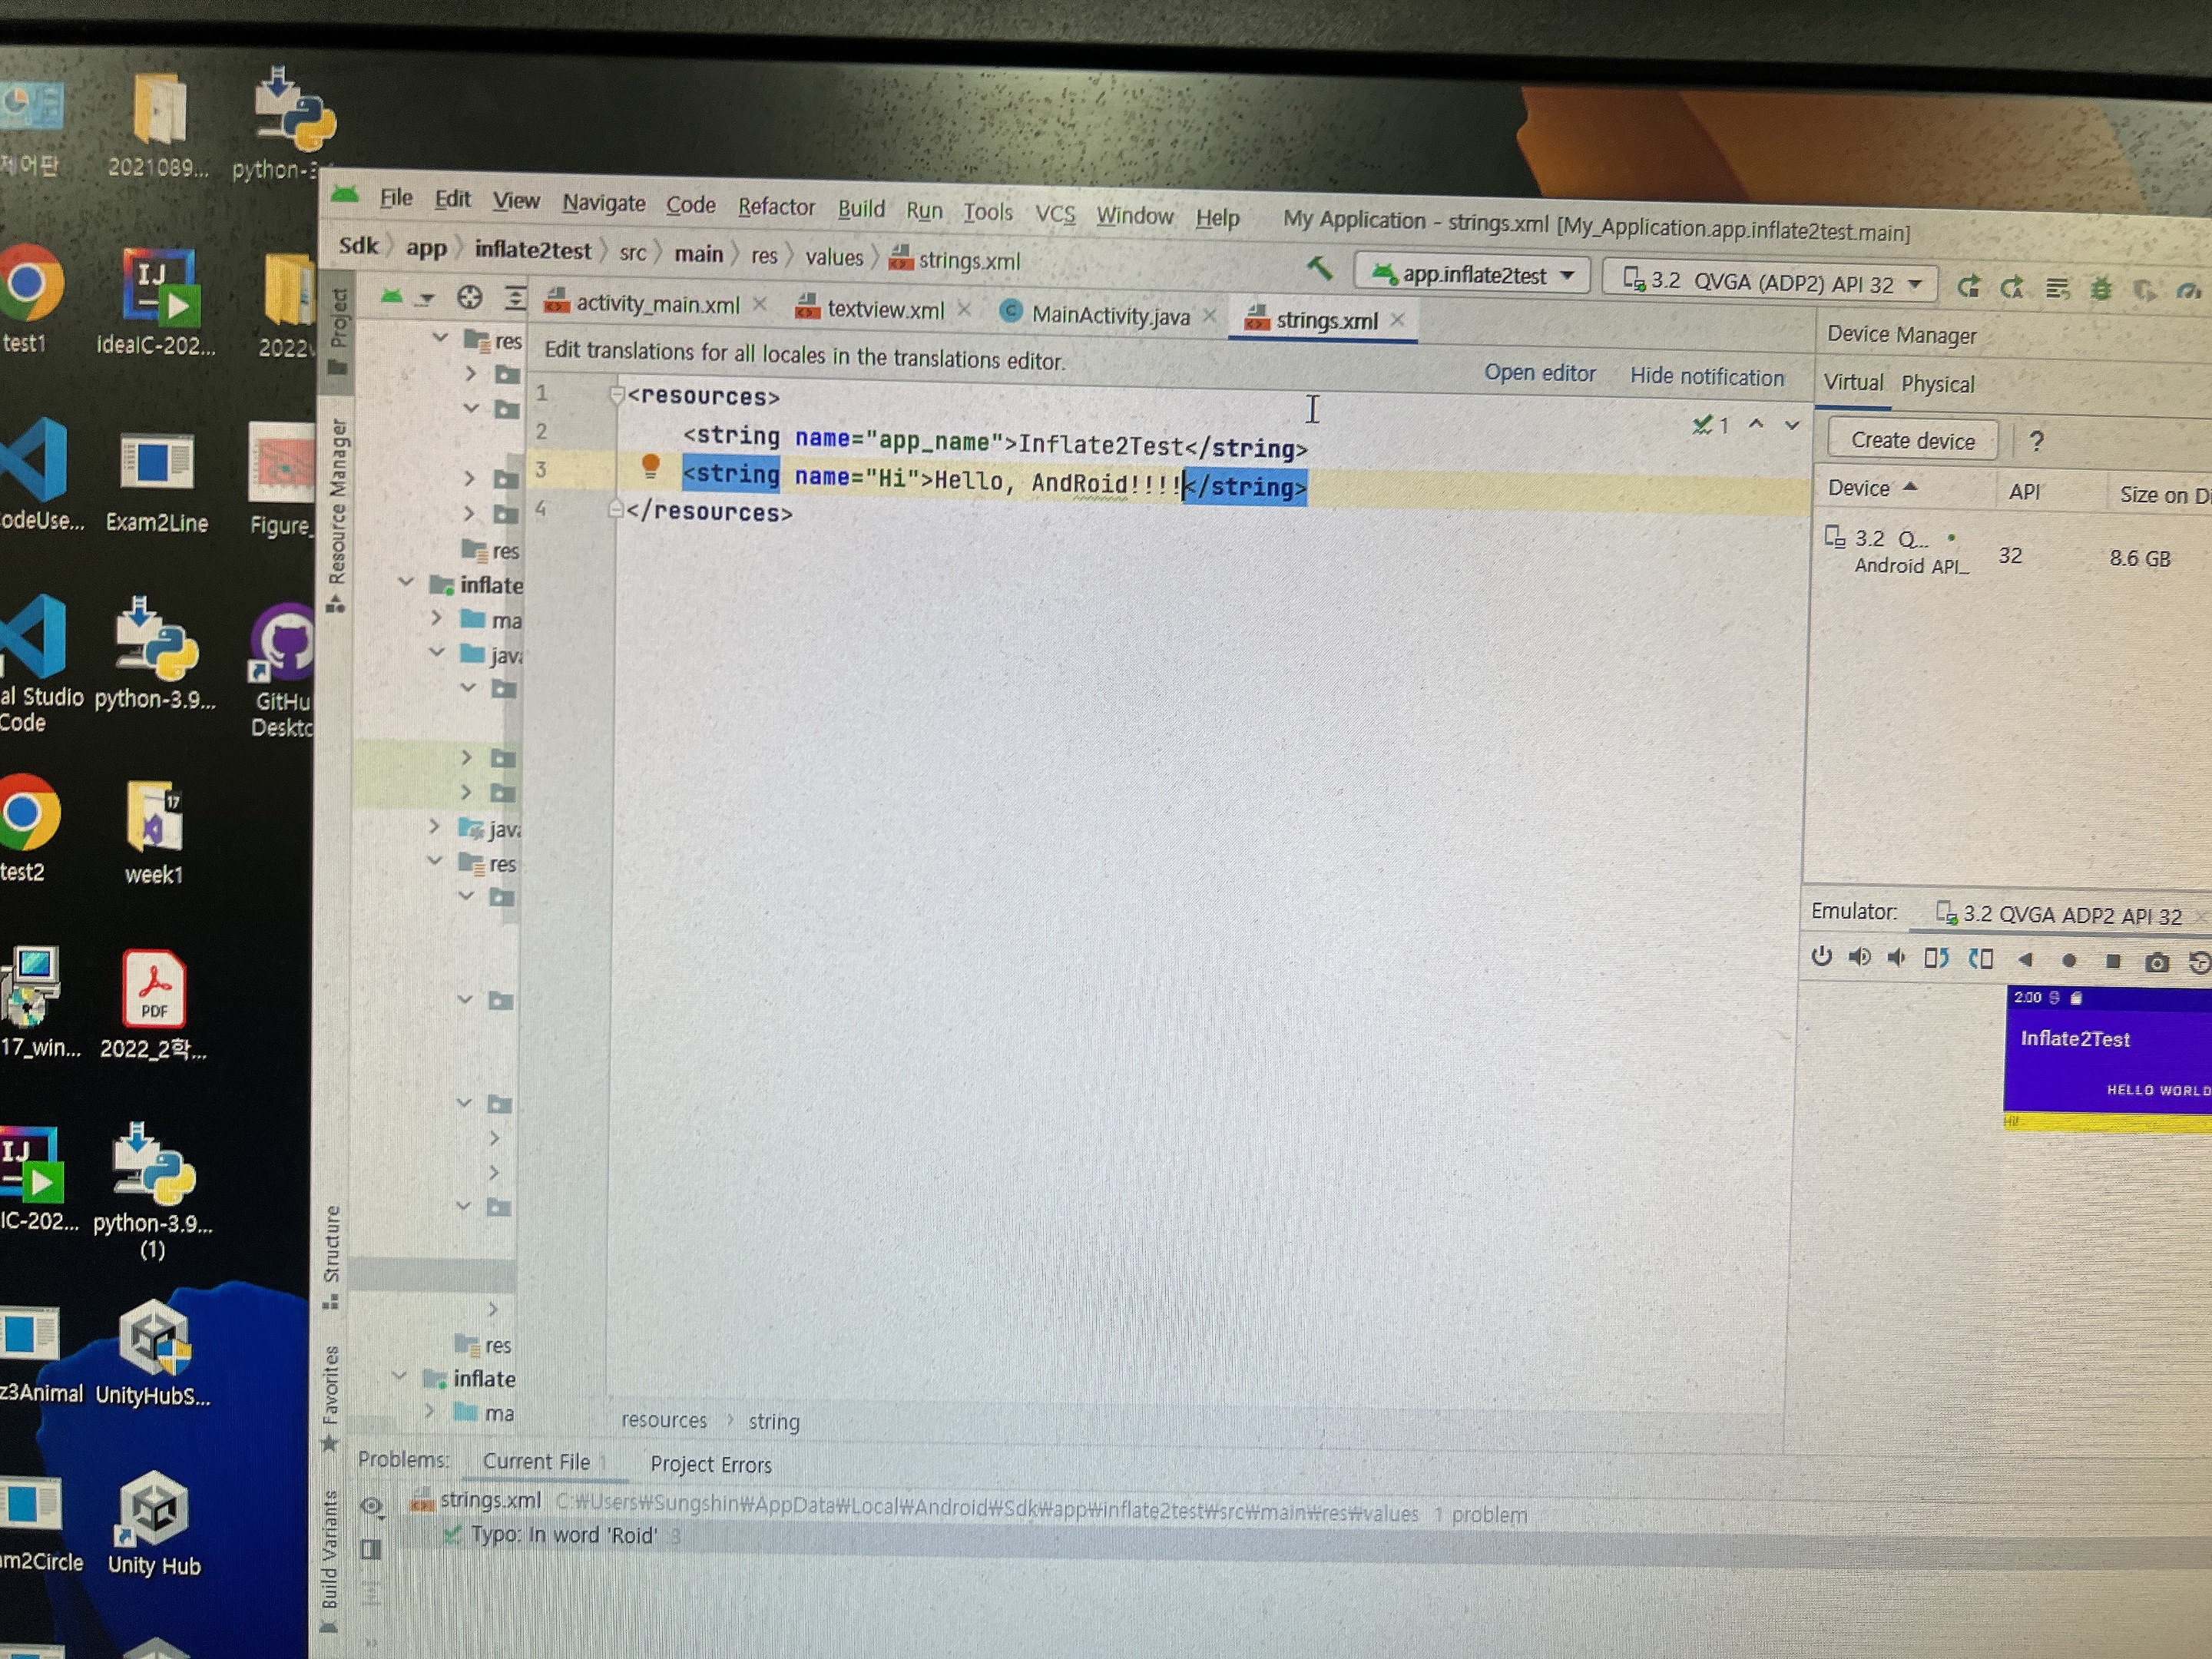 제어판
2021089...
python-3
test1
idealC-202...
2022
odeUse...
Exam2Line
Figure_
al Studio
Code
python-3.9...
GitHu
Deskto
test2
17
week1
PDF
17_win...
2022_2학...
IC-202...
python-3.9...
(1)
z3Animal
UnityHubS...
m2Circle
Unity Hub
IJ
IJ
File Edit View Navigate Code Refactor Build Run Tools VCS Window Help My Application - strings.xml [My_Application.app.inflate2test.main]
Sdk app inflate2test src main res values strings.xml
app.inflate2test 3.2 QVGA (ADP2) API 32
Project
Resource Manager
Structure
Favorites
Build Variants
activity_main.xml textview.xml MainActivity.java strings.xml
Edit translations for all locales in the translations editor.
Open editor Hide notification
res
res
inflate
ma
java
java
res
res
inflate
ma
1 <resources>
2 <string name="app_name">Inflate2Test</string>
3 <string name="Hi">Hello, AndRoid!!!!</string>
4 </resources>
1
resources string
Device Manager
Virtual Physical
Create device ?
Device API Size on Di
3.2 Q...
Android API_
32 8.6 GB
Emulator: 3.2 QVGA ADP2 API 32
2:00
Inflate2Test
HELLO WORLD
Problems: Current File 1 Project Errors
strings.xml C:₩Users₩Sungshin₩AppData₩Local₩Android₩Sdk₩app₩inflate2test₩src₩main₩res₩values 1 problem
Typo: In word 'Roid' :3